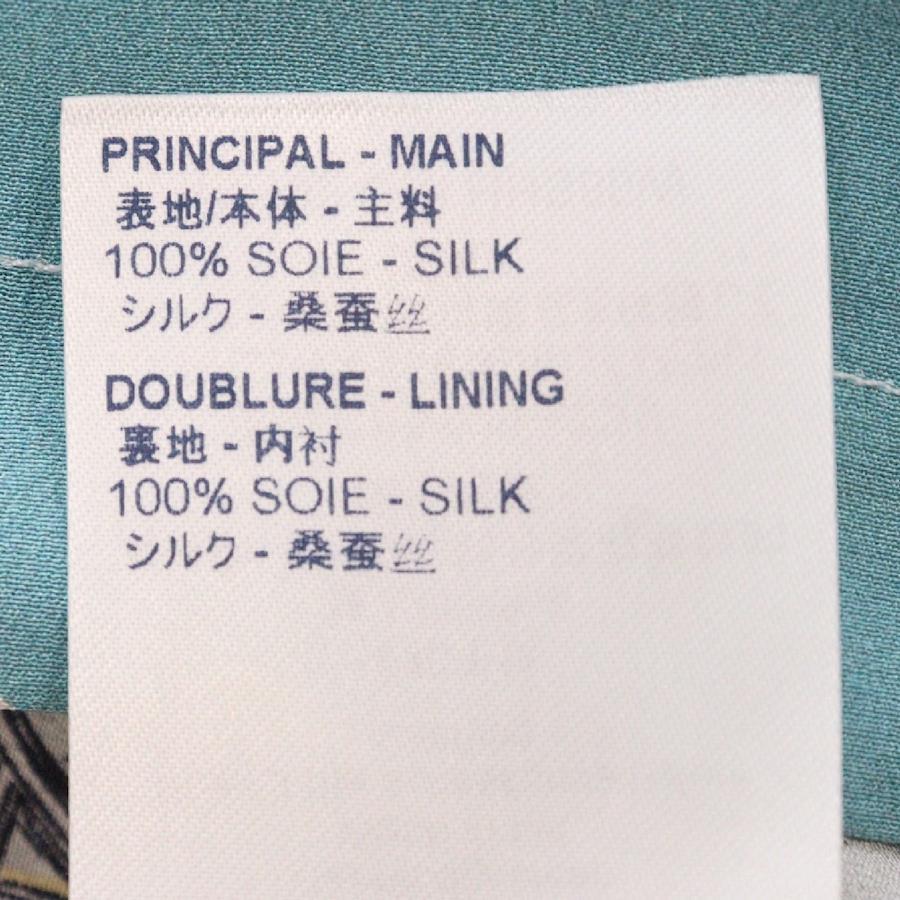 PRINCIPAL - MAIN
表地/本体 - 主料
100% SOIE - SILK
シルク - 桑蚕丝
DOUBLURE - LINING
裏地 - 内衬
100% SOIE - SILK
シルク - 桑蚕丝